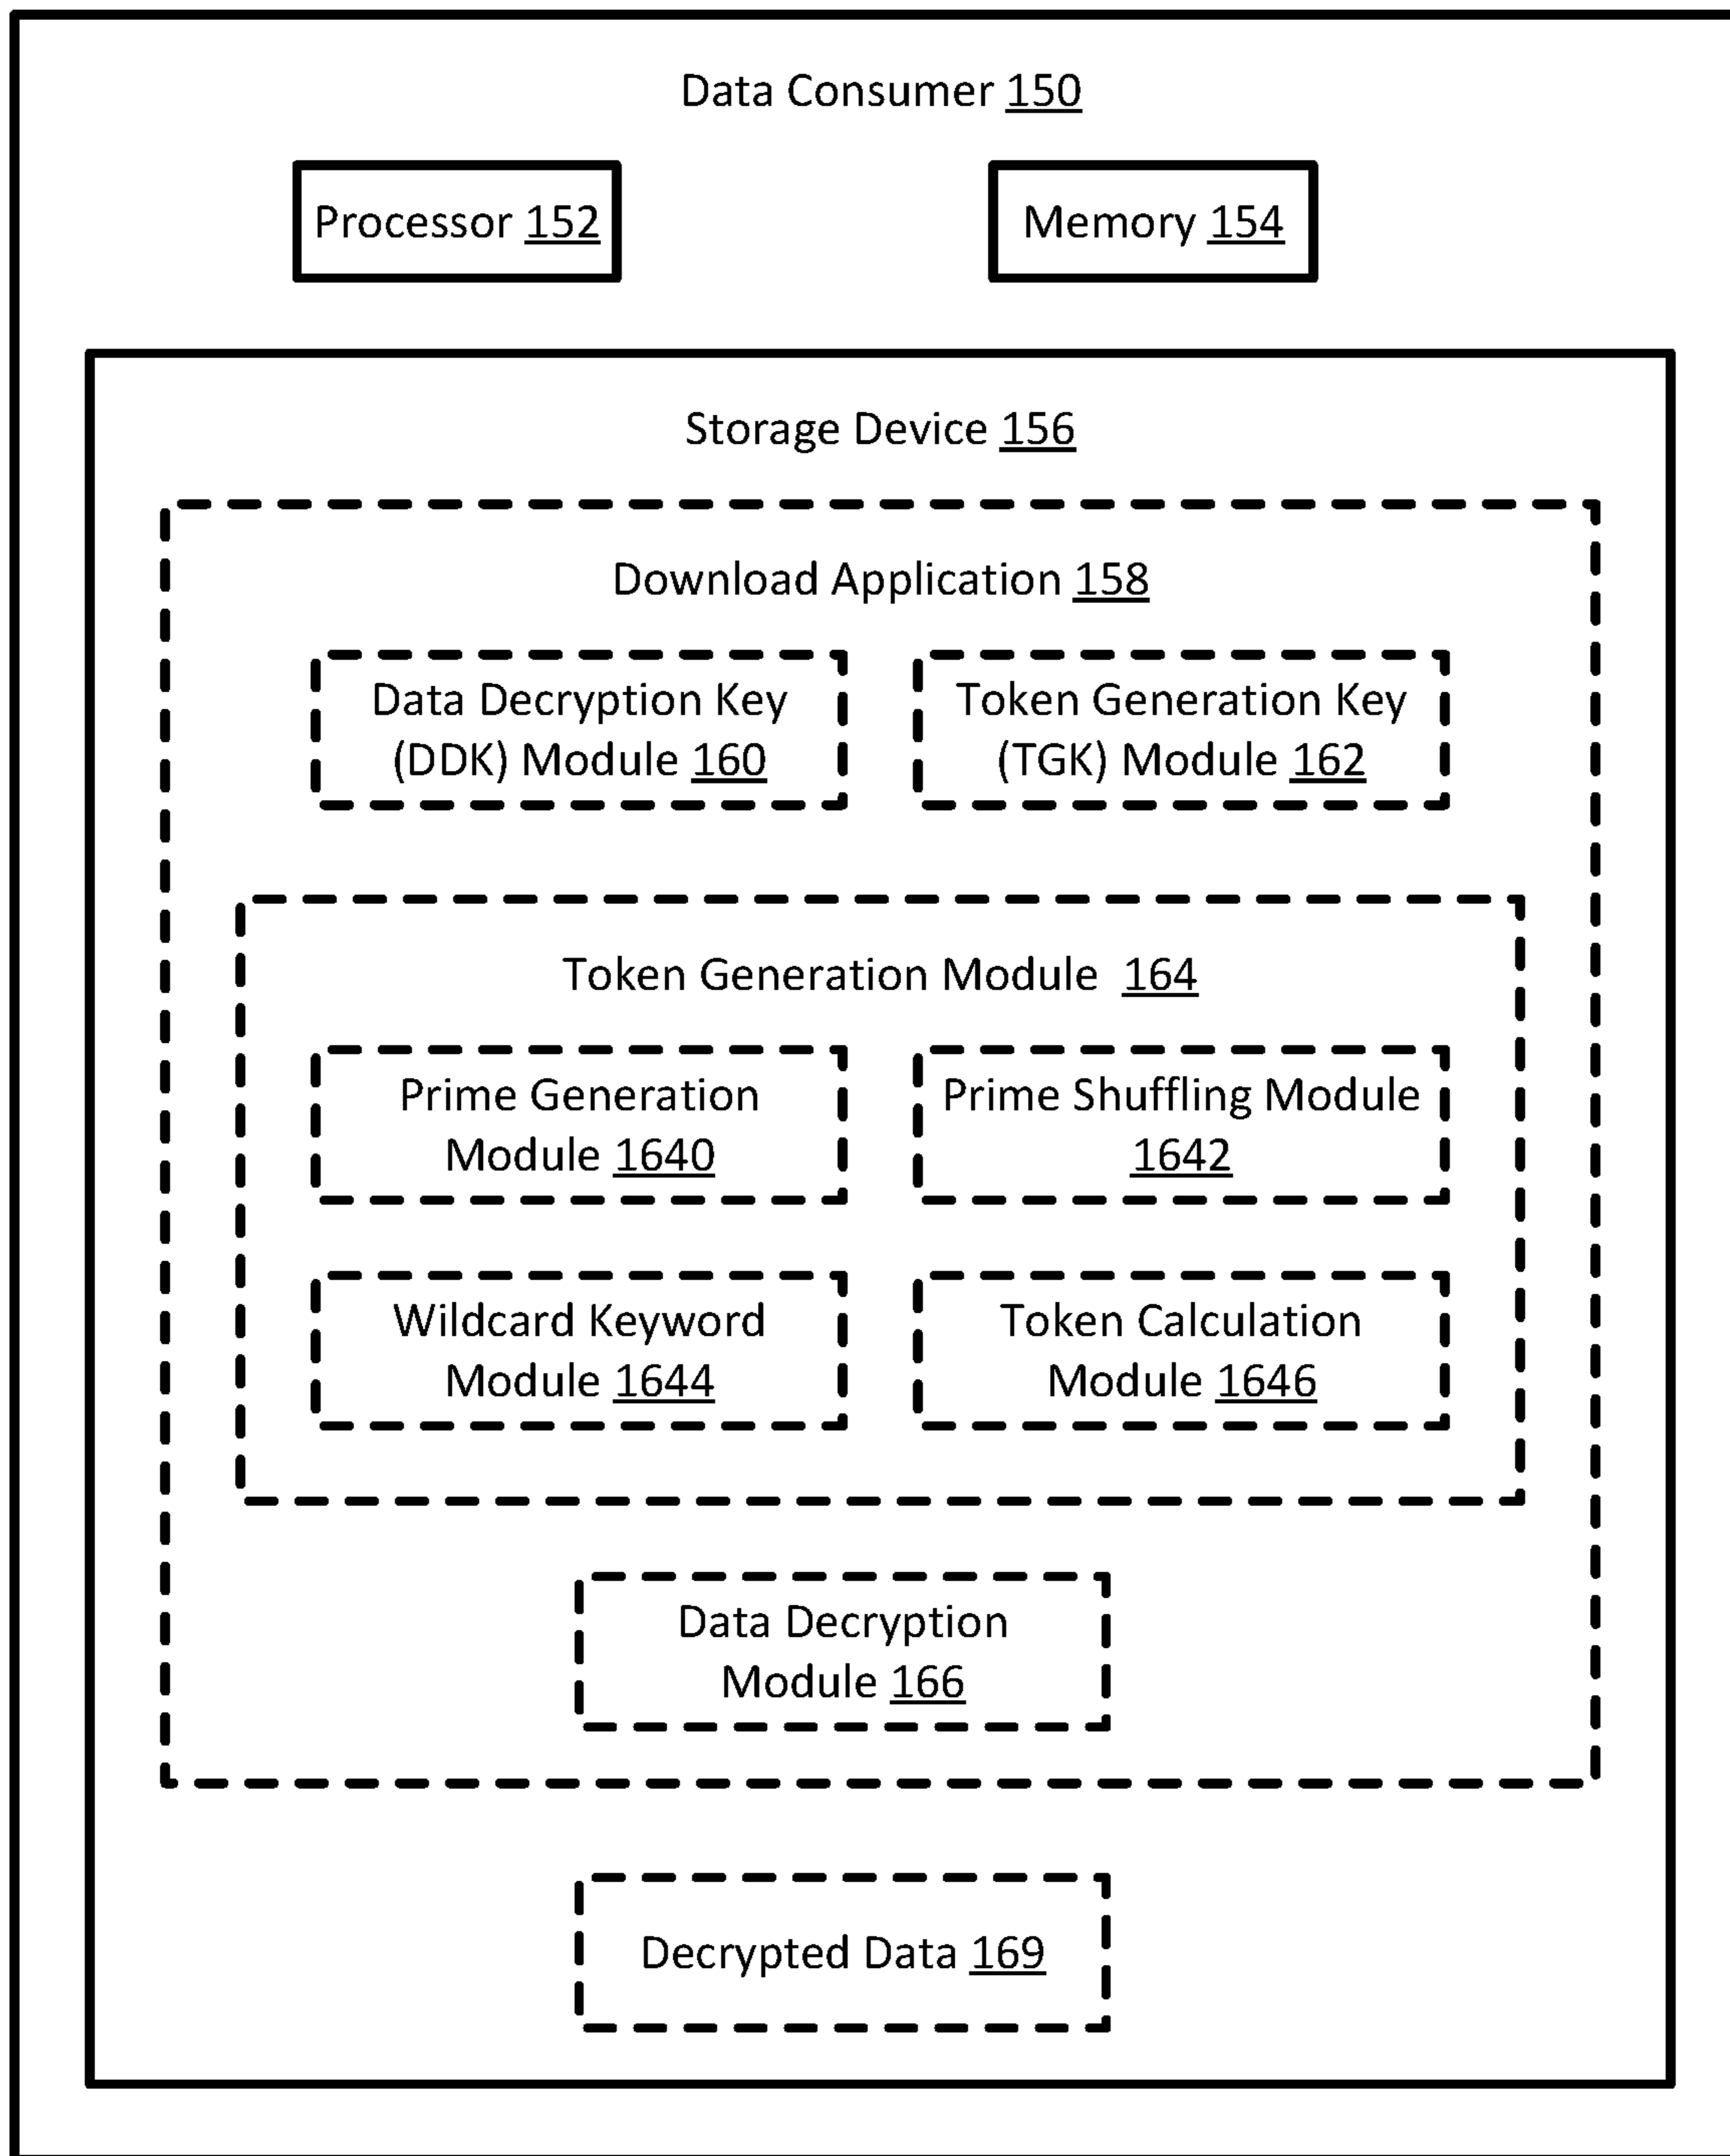 Data Consumer 150
Processor 152
Memory 154
Storage Device 156
Download Application 158
Data Decryption Key
(DDK) Module 160
Token Generation Key
(TGK) Module 162
Token Generation Module 164
Prime Generation
Module 1640
Prime Shuffling Module
1642
Wildcard Keyword
Module 1644
Token Calculation
Module 1646
Data Decryption
Module 166
Decrypted Data 169